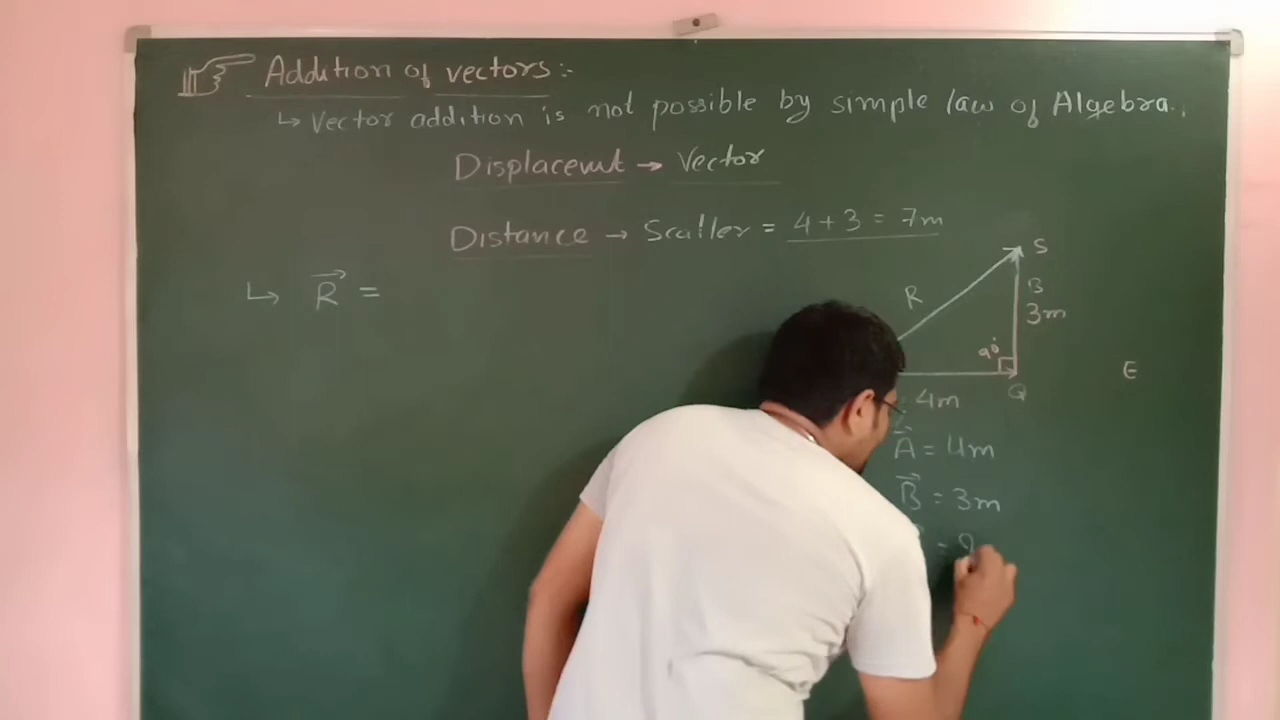 Addition of vectors:-
↳ Vector addition is not possible by simple law of Algebra.
Displacemt → Vector
Distance → Scaller = 4 + 3 = 7m
↳ R⃗ =
S
R
B
3m
90°
E
Q
4m
A⃗ = 4m
B⃗ = 3m
=